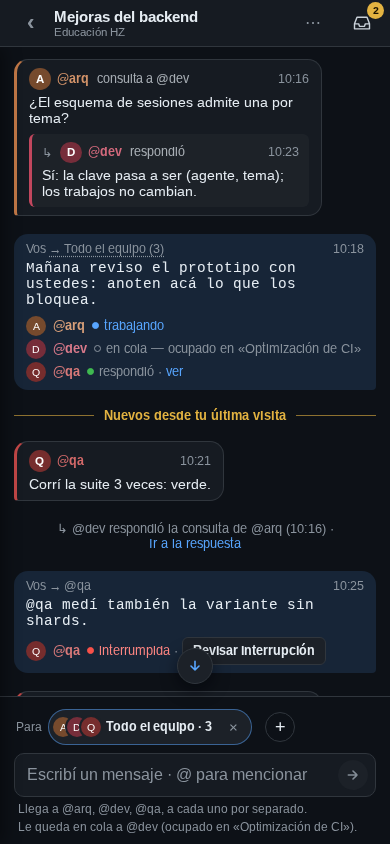 ‹ Mejoras del backend ··· 2
Educación HZ
A @arq consulta a @dev 10:16
¿El esquema de sesiones admite una por
tema?
↳ D @dev respondió 10:23
Sí: la clave pasa a ser (agente, tema);
los trabajos no cambian.
Vos → Todo el equipo (3) 10:18
Mañana reviso el prototipo con
ustedes: anoten acá lo que los
bloquea.
A @arq ● trabajando
D @dev ○ en cola — ocupado en «Optimización de CI»
Q @qa ● respondió · ver
Nuevos desde tu última visita
Q @qa 10:21
Corrí la suite 3 veces: verde.
↳ @dev respondió la consulta de @arq (10:16) ·
Ir a la respuesta
Vos → @qa 10:25
@qa medí también la variante sin
shards.
Q @qa ● Interrumpida · Revisar Interrupción
↓
Para A D Q Todo el equipo · 3 × +
Escribí un mensaje · @ para mencionar →
Llega a @arq, @dev, @qa, a cada uno por separado.
Le queda en cola a @dev (ocupado en «Optimización de CI»).